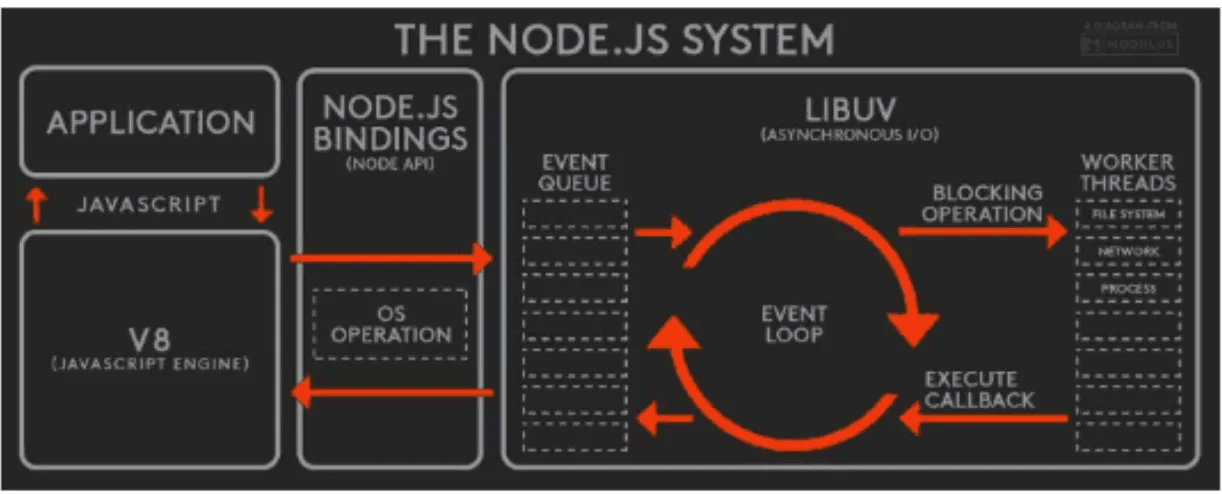 THE NODE.JS SYSTEM
A DIAGRAM FROM
MODULUS
APPLICATION
JAVASCRIPT
V8
(JAVASCRIPT ENGINE)
NODE.JS
BINDINGS
(NODE API)
OS
OPERATION
LIBUV
(ASYNCHRONOUS I/O)
EVENT
QUEUE
EVENT
LOOP
BLOCKING
OPERATION
EXECUTE
CALLBACK
WORKER
THREADS
FILE SYSTEM
NETWORK
PROCESS